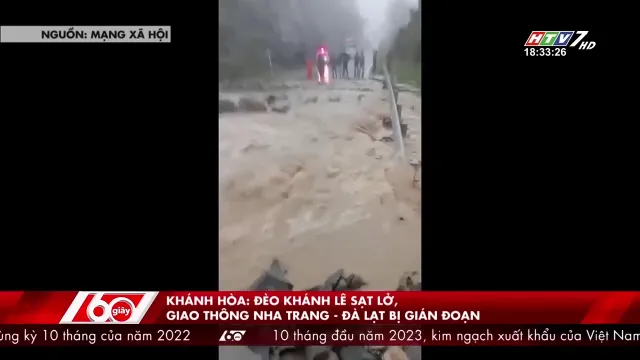 NGUỒN: MẠNG XÃ HỘI
HTV7 HD
18:33:26
60 giây
KHÁNH HÒA: ĐÈO KHÁNH LÊ SẠT LỞ,
GIAO THÔNG NHA TRANG - ĐÀ LẠT BỊ GIÁN ĐOẠN
ùng kỳ 10 tháng của năm 2022 60 10 tháng đầu năm 2023, kim ngạch xuất khẩu của Việt Nam